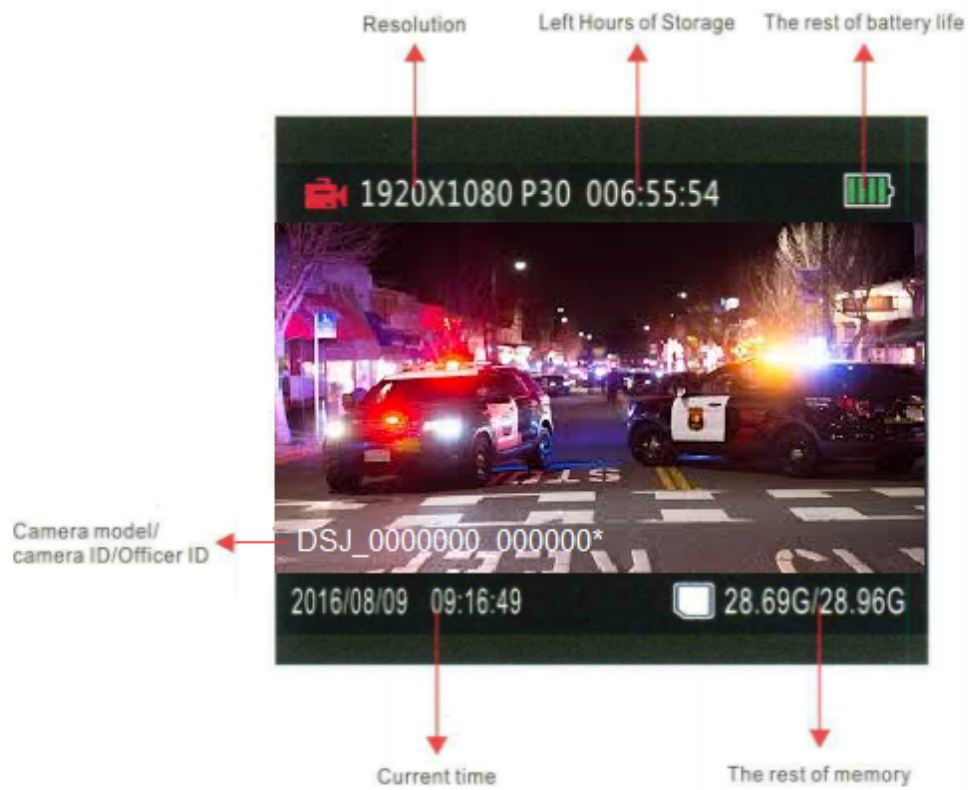 Resolution
Left Hours of Storage
The rest of battery life
1920X1080 P30 006:55:54
Camera model/
camera ID/Officer ID
DSJ_0000000_000000*
2016/08/09 09:16:49
28.69G/28.96G
Current time
The rest of memory